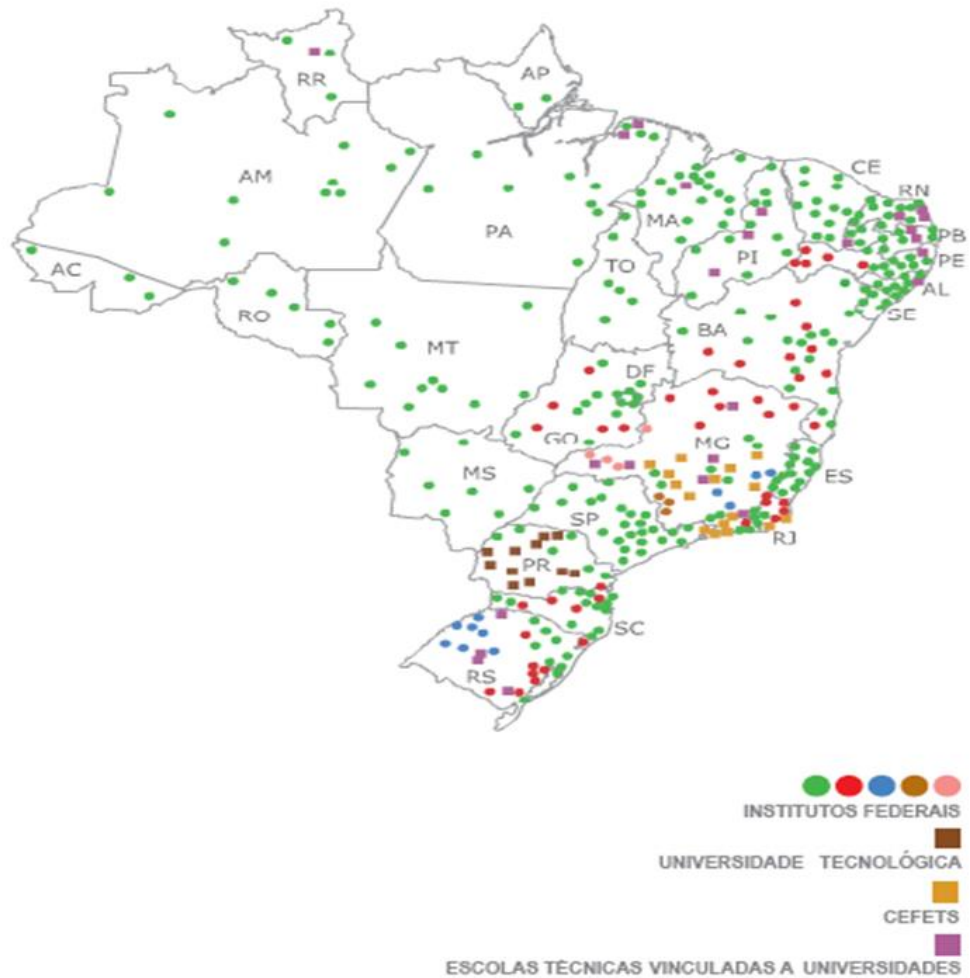 RR
AP
AM
PA
MA
CE
RN
PB
PE
AL
SE
PI
AC
TO
RO
BA
MT
DF
GO
MG
ES
MS
SP
RJ
PR
SC
RS
INSTITUTOS FEDERAIS
UNIVERSIDADE TECNOLÓGICA
CEFETS
ESCOLAS TÉCNICAS VINCULADAS A UNIVERSIDADES